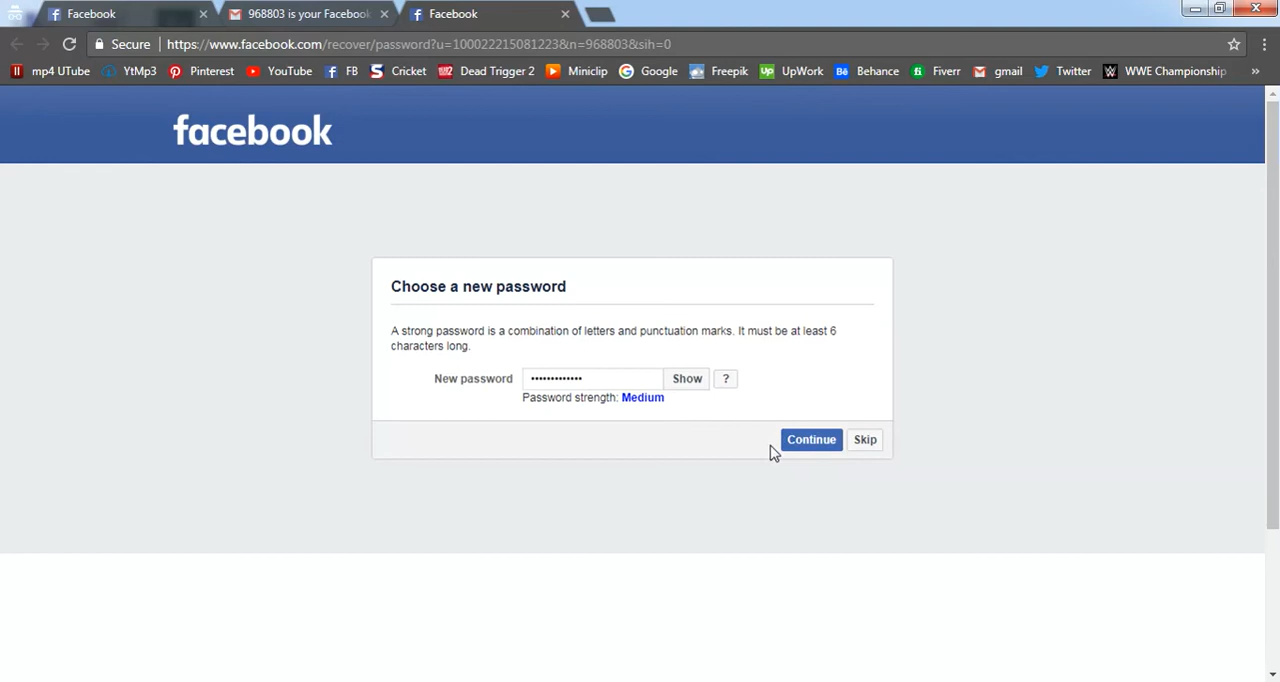 Facebook
968803 is your Facebook
Facebook
Secure
https://www.facebook.com/recover/password?u=100022215081223&n=968803&sih=0
mp4 UTube
YtMp3
Pinterest
YouTube
FB
Cricket
Dead Trigger 2
Miniclip
Google
Freepik
UpWork
Behance
Fiverr
gmail
Twitter
WWE Championship
»
facebook
Choose a new password
A strong password is a combination of letters and punctuation marks. It must be at least 6
characters long.
New password ••••••••••••• Show ?
Password strength: Medium
Continue Skip